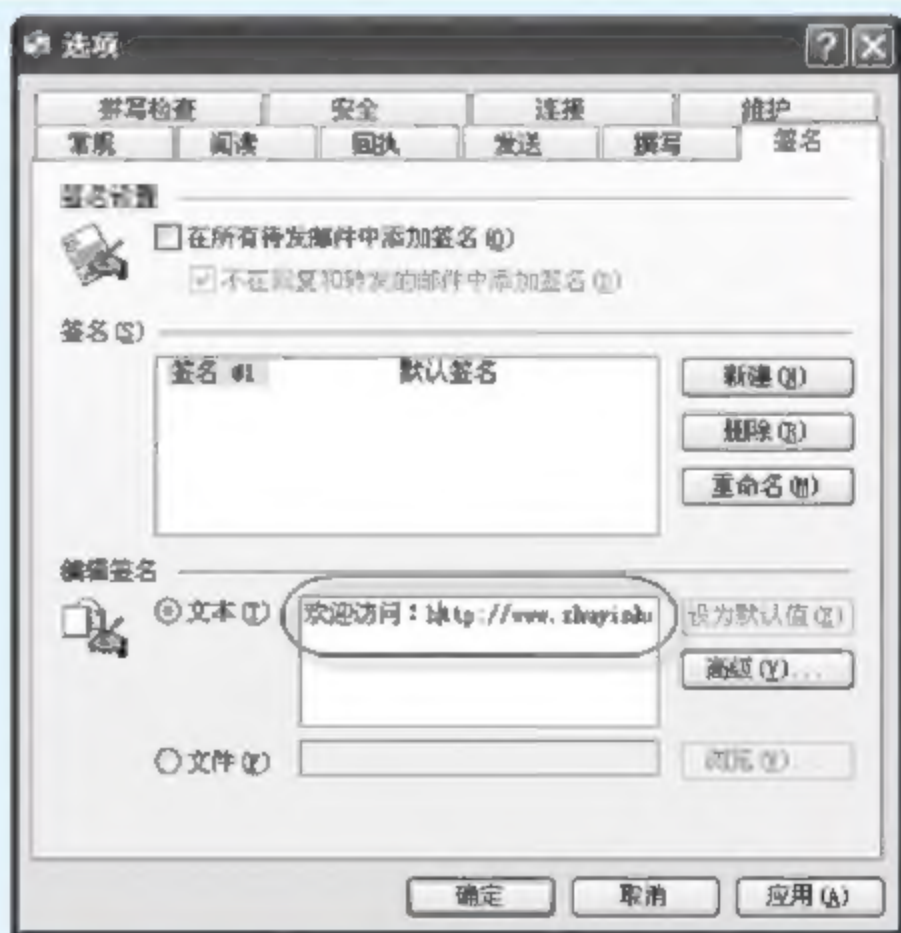 选项
拼写检查 安全 连接 维护
常规 阅读 回执 发送 撰写 签名
签名设置
在所有待发邮件中添加签名(Q)
不在回复和转发的邮件中添加签名(I)
签名(S)
签名 #1 默认签名
新建(N)
删除(R)
重命名(M)
编辑签名
文本(T) 欢迎访问：http://www.shuyishu 设为默认值(E)
高级(V)...
文件(F) 浏览(W)...
确定 取消 应用(A)